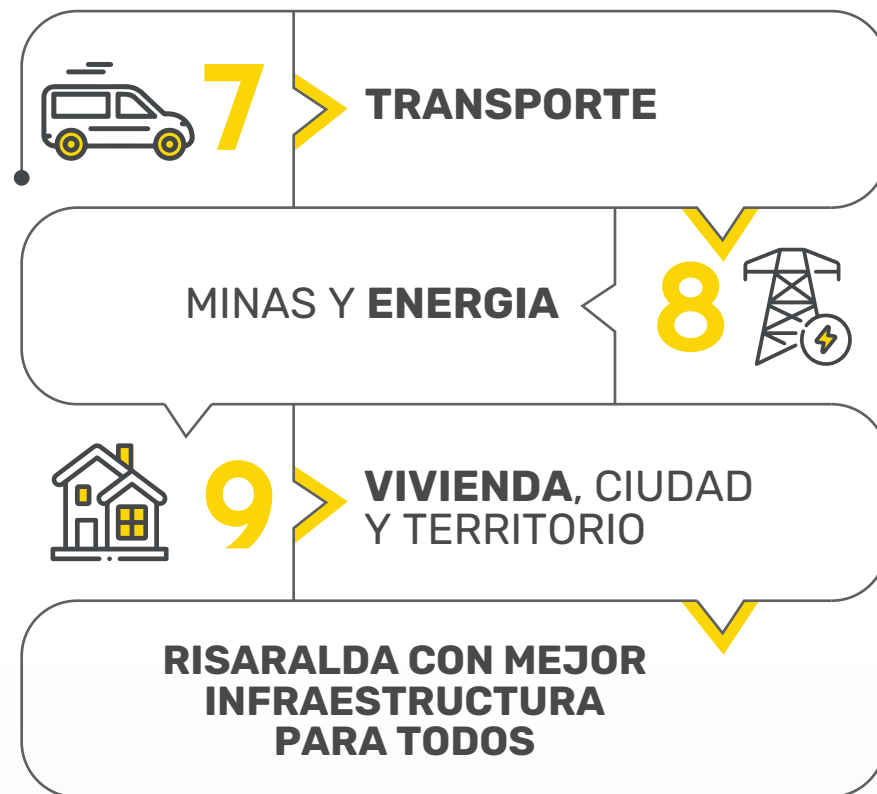 7 TRANSPORTE
MINAS Y ENERGIA 8
9 VIVIENDA, CIUDAD
Y TERRITORIO
RISARALDA CON MEJOR
INFRAESTRUCTURA
PARA TODOS